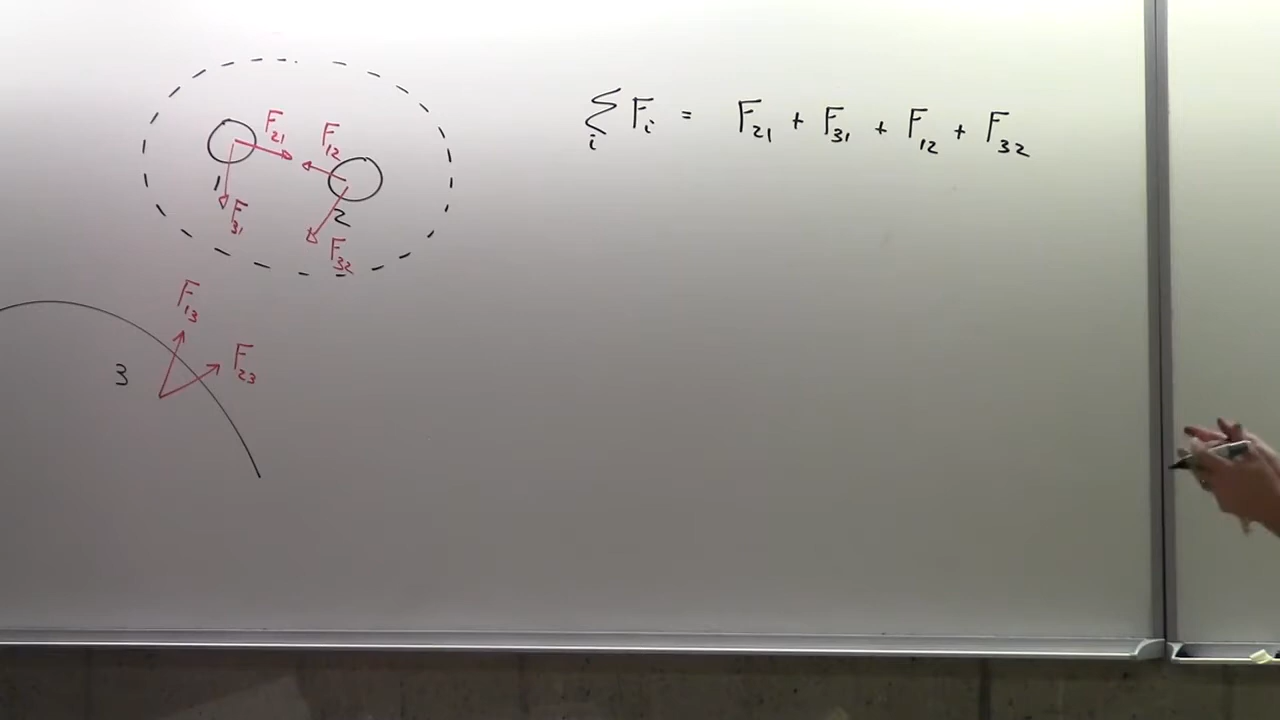 ∑ᵢ Fᵢ = F₂₁ + F₃₁ + F₁₂ + F₃₂
F₂₁
F₁₂
1
F₃₁
2
F₃₂
F₁₃
F₂₃
3